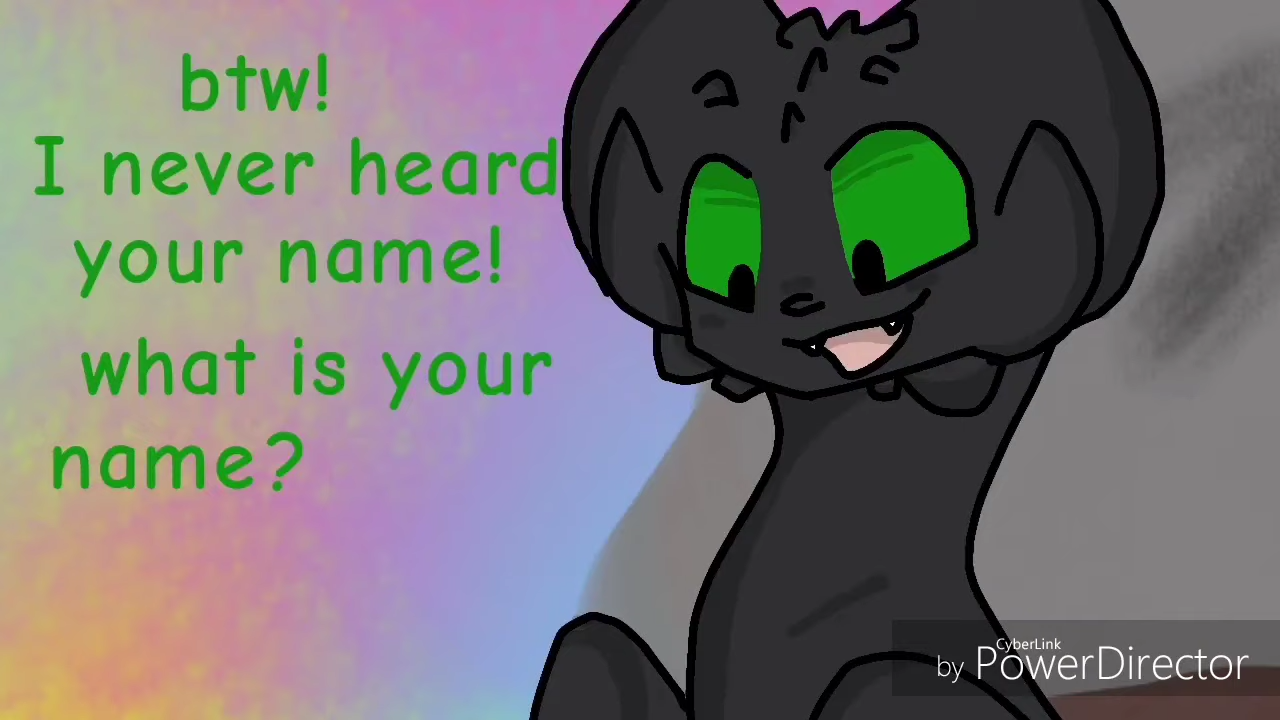 btw!
I never heard
your name!
what is your
name?
CyberLink
by PowerDirector